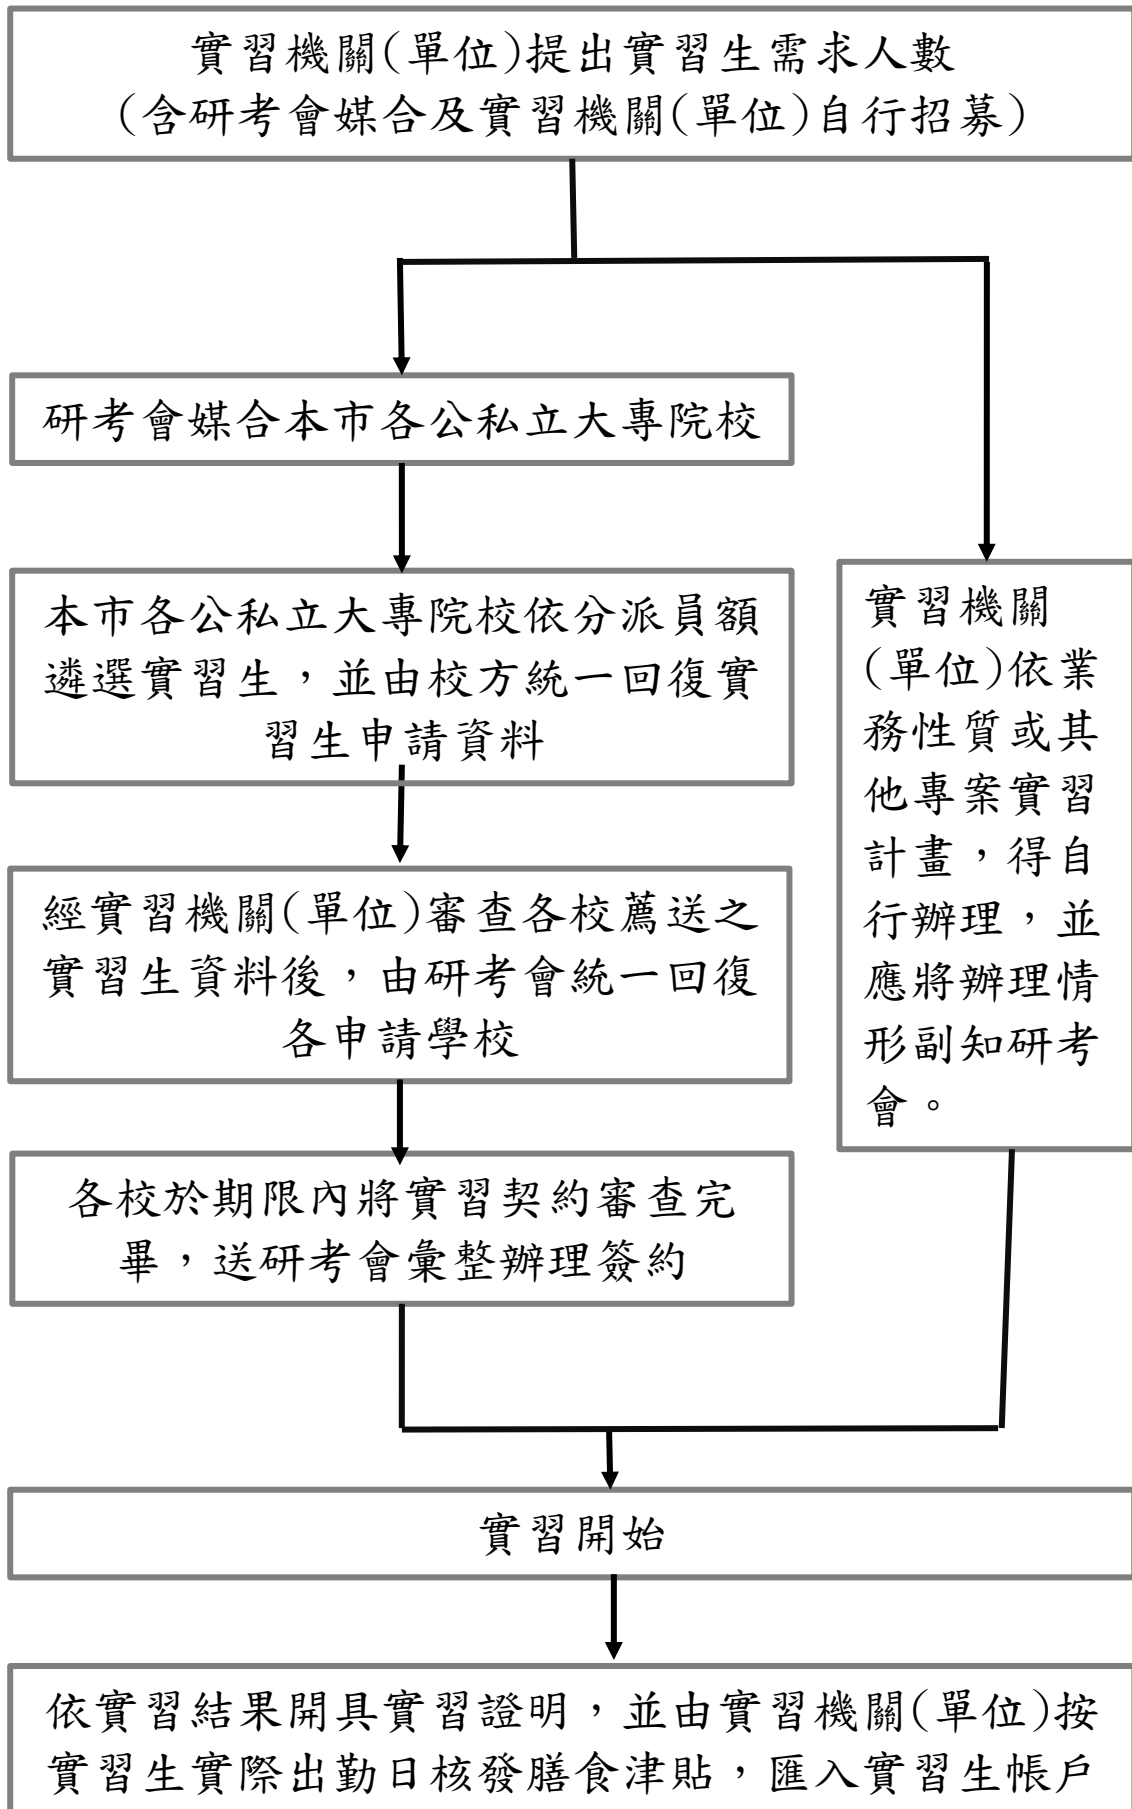 實習機關(單位)提出實習生需求人數
(含研考會媒合及實習機關(單位)自行招募)
研考會媒合本市各公私立大專院校
本市各公私立大專院校依分派員額
遴選實習生,並由校方統一回復實
習生申請資料
經實習機關(單位)審查各校薦送之
實習生資料後,由研考會統一回復
各申請學校
各校於期限內將實習契約審查完
畢,送研考會彙整辦理簽約
實習機關
(單位)依業
務性質或其
他專案實習
計畫,得自
行辦理,並
應將辦理情
形副知研考
會。
實習開始
依實習結果開具實習證明,並由實習機關(單位)按
實習生實際出勤日核發膳食津貼,匯入實習生帳戶